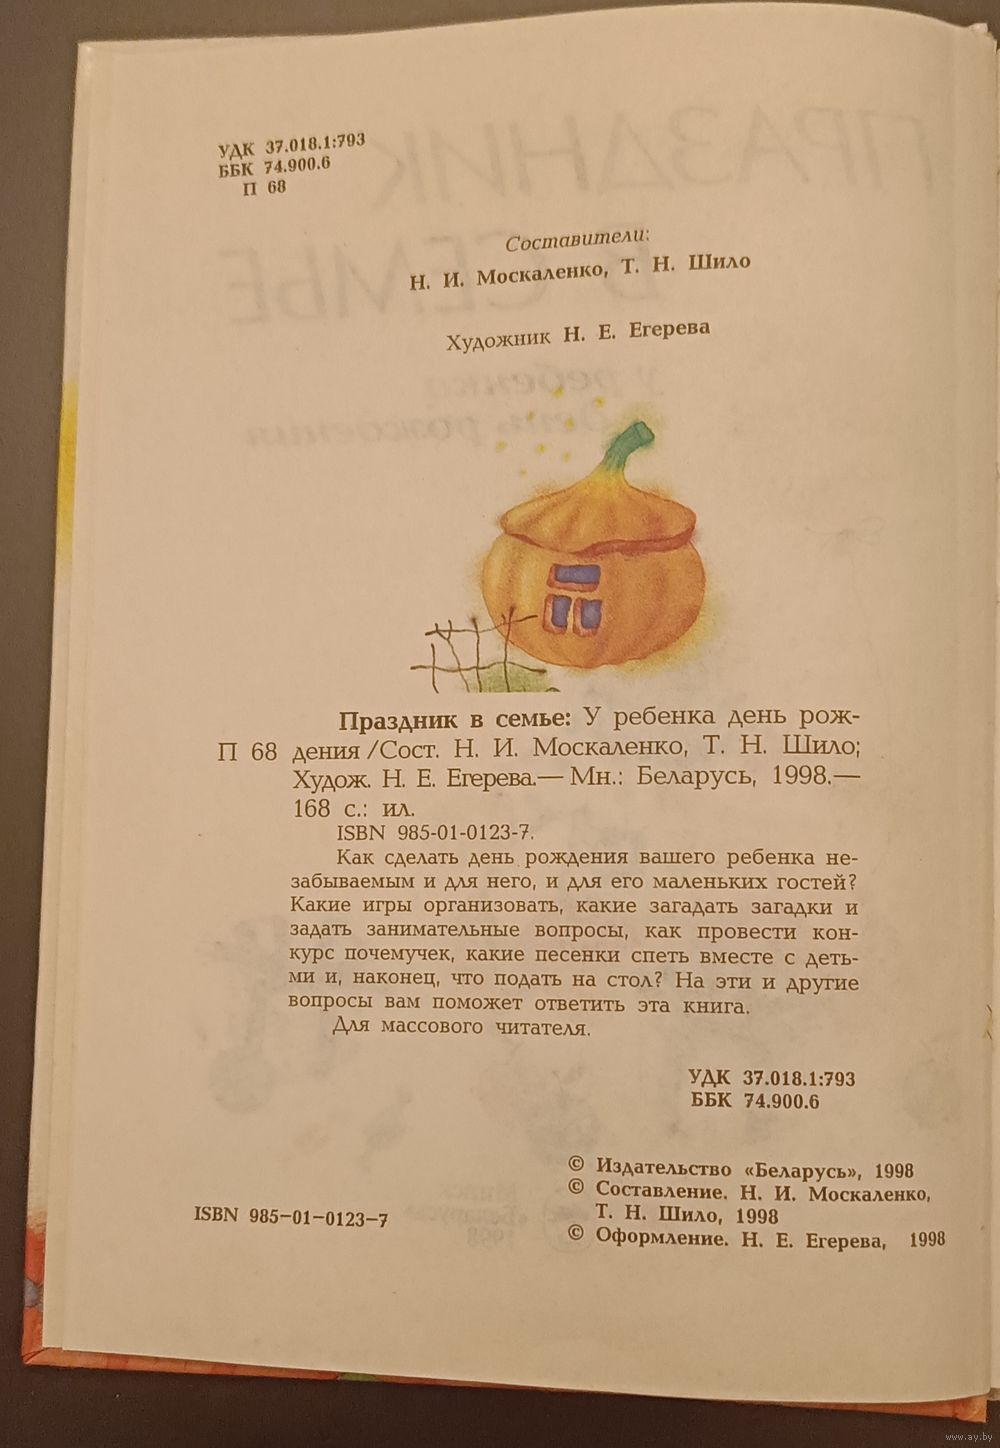 УДК 37.018.1:793
ББК 74.900.6
П 68
Составители:
Н. И. Москаленко, Т. Н. Шило
Художник Н. Е. Егерева
Праздник в семье: У ребенка день рож-
П 68 дения /Сост. Н. И. Москаленко, Т. Н. Шило;
Худож. Н. Е. Егерева.— Мн.: Беларусь, 1998.—
168 с.: ил.
ISBN 985-01-0123-7.
Как сделать день рождения вашего ребенка не-
забываемым и для него, и для его маленьких гостей?
Какие игры организовать, какие загадать загадки и
задать занимательные вопросы, как провести кон-
курс почемучек, какие песенки спеть вместе с деть-
ми и, наконец, что подать на стол? На эти и другие
вопросы вам поможет ответить эта книга.
Для массового читателя.
УДК 37.018.1:793
ББК 74.900.6
© Издательство «Беларусь», 1998
© Составление. Н. И. Москаленко,
Т. Н. Шило, 1998
© Оформление. Н. Е. Егерева, 1998
ISBN 985–01–0123–7
www.ay.by